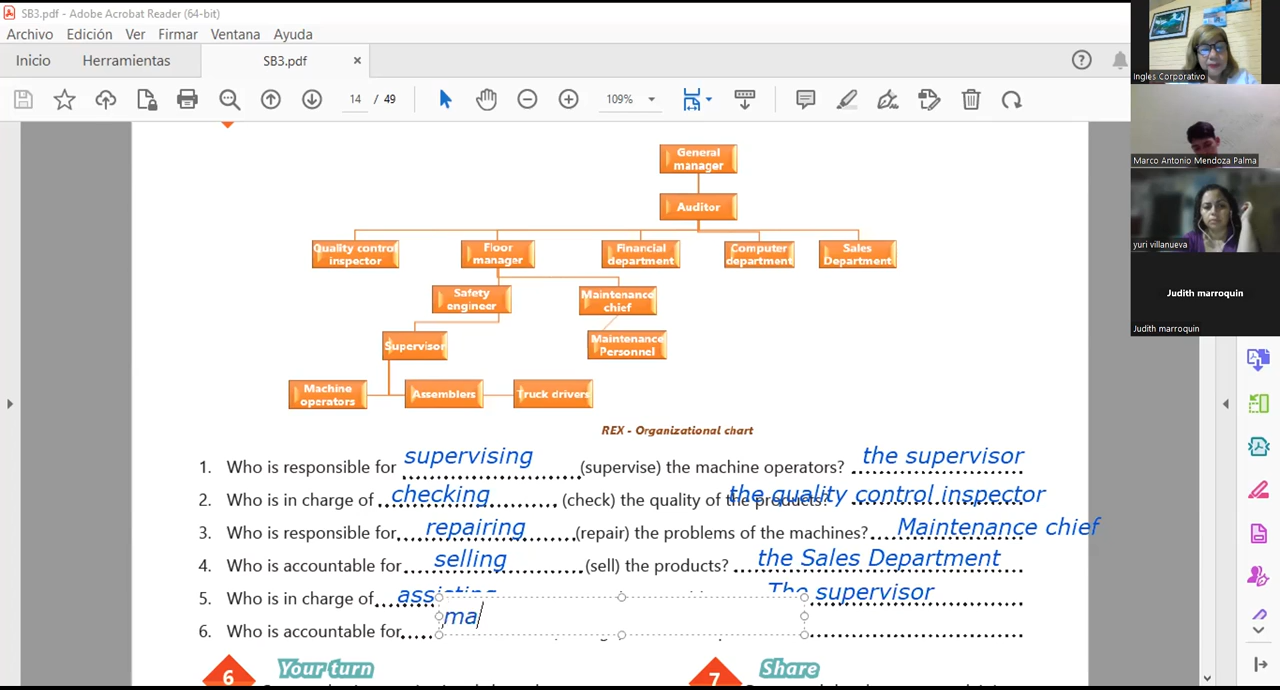 SB3.pdf - Adobe Acrobat Reader (64-bit)
Archivo Edición Ver Firmar Ventana Ayuda
Inicio Herramientas SB3.pdf ×
14 / 49 109%
Ingles Corporativo
Marco Antonio Mendoza Palma
yuri villanueva
Judith marroquin
Judith marroquin
General manager
Auditor
Quality control inspector
Floor manager
Financial department
Computer department
Sales Department
Safety engineer
Maintenance chief
Supervisor
Maintenance Personnel
Machine operators
Assemblers
Truck drivers
REX - Organizational chart
1. Who is responsible for supervising (supervise) the machine operators? the supervisor
2. Who is in charge of checking (check) the quality of the products? the quality control inspector
3. Who is responsible for repairing (repair) the problems of the machines? Maintenance chief
4. Who is accountable for selling (sell) the products? the Sales Department
5. Who is in charge of assisting The supervisor
6. Who is accountable for ma
6 Your turn 7 Share